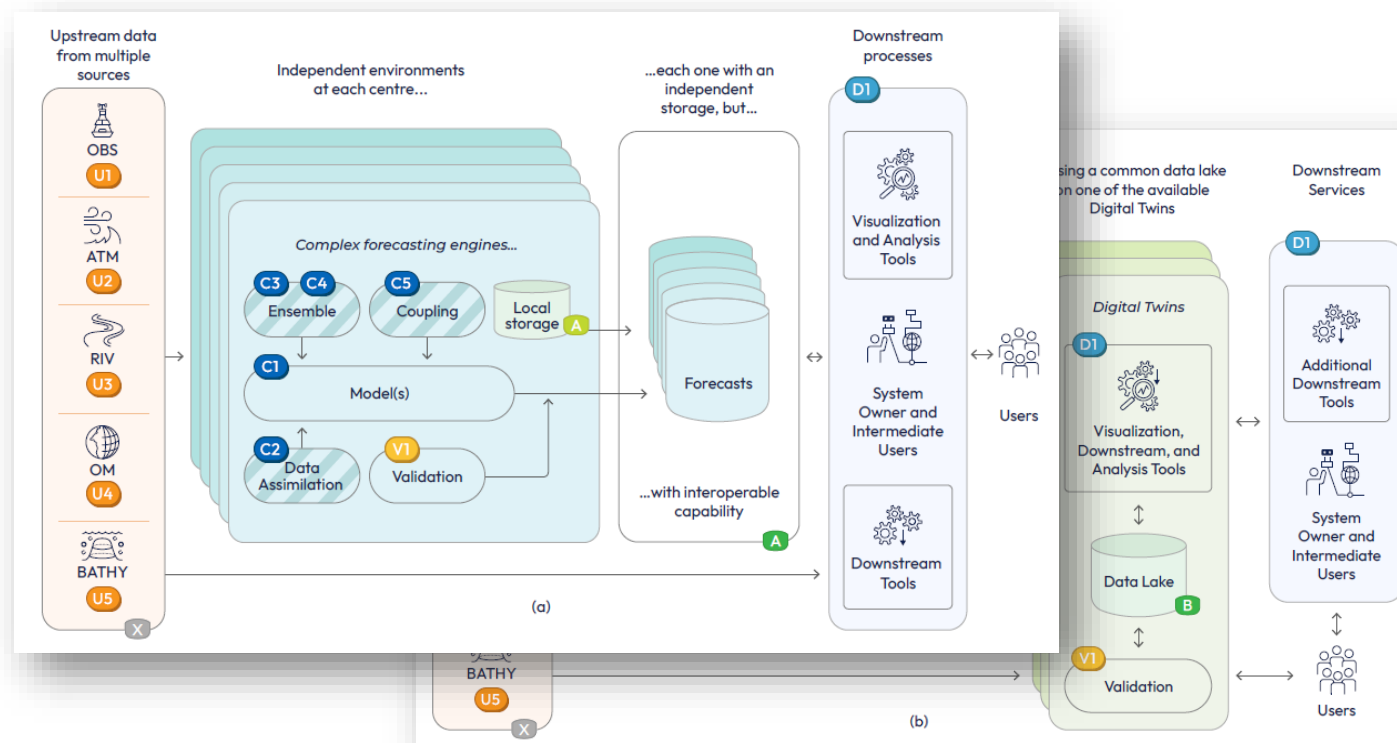 Upstream data
from multiple
sources
OBS
U1
ATM
U2
RIV
U3
OM
U4
BATHY
U5
X
Independent environments
at each centre...
Complex forecasting engines...
C3
C4
Ensemble
C5
Coupling
Local
storage
A
C1
Model(s)
C2
Data
Assimilation
V1
Validation
...each one with an
independent
storage, but...
Forecasts
...with interoperable
capability
A
Downstream
processes
D1
Visualization
and Analysis
Tools
System
Owner and
Intermediate
Users
Downstream
Tools
Users
(a)
a common data lake
one of the available
Digital Twins
Digital Twins
D1
Visualization,
Downstream, and
Analysis Tools
Data Lake
B
V1
Validation
Downstream
Services
D1
Additional
Downstream
Tools
System
Owner and
Intermediate
Users
Users
BATHY
U5
X
(b)